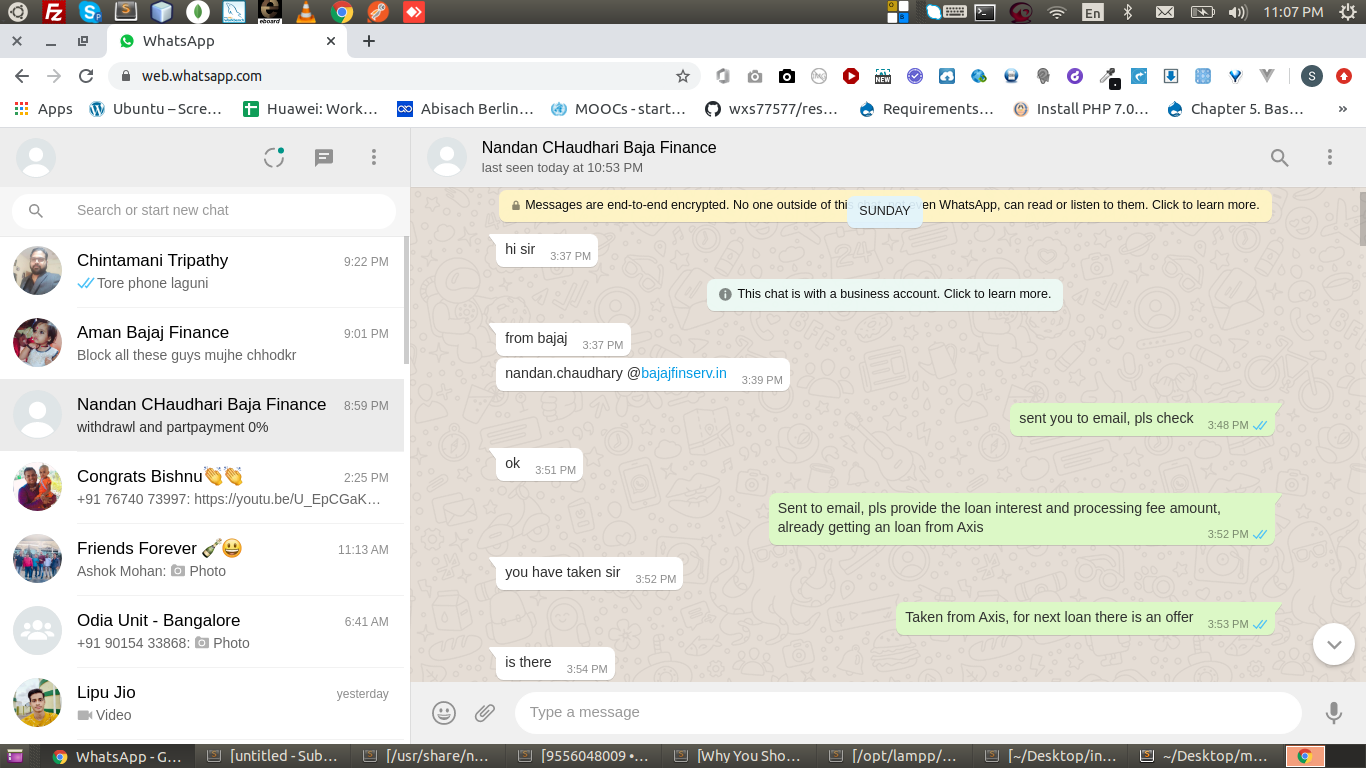 En
11:07 PM
WhatsApp
web.whatsapp.com
NEW
S
Apps
Ubuntu – Scre...
Huawei: Work...
Abisach Berlin...
MOOCs - start...
wxs77577/res...
Requirements...
Install PHP 7.0...
Chapter 5. Bas...
»
Search or start new chat
Chintamani Tripathy
9:22 PM
Tore phone laguni
Aman Bajaj Finance
9:01 PM
Block all these guys mujhe chhodkr
Nandan CHaudhari Baja Finance
8:59 PM
withdrawl and partpayment 0%
Congrats Bishnu👏👏
2:25 PM
+91 76740 73997: https://youtu.be/U_EpCGaK...
Friends Forever 🍾😃
11:13 AM
Ashok Mohan: Photo
Odia Unit - Bangalore
6:41 AM
+91 90154 33868: Photo
Lipu Jio
yesterday
Video
Nandan CHaudhari Baja Finance
last seen today at 10:53 PM
Messages are end-to-end encrypted. No one outside of this WhatsApp, can read or listen to them. Click to learn more.
SUNDAY
hi sir
3:37 PM
This chat is with a business account. Click to learn more.
from bajaj
3:37 PM
nandan.chaudhary @bajajfinserv.in
3:39 PM
sent you to email, pls check
3:48 PM
ok
3:51 PM
Sent to email, pls provide the loan interest and processing fee amount,
already getting an loan from Axis
3:52 PM
you have taken sir
3:52 PM
Taken from Axis, for next loan there is an offer
3:53 PM
is there
3:54 PM
Type a message
WhatsApp - G...
[untitled - Sub...
[/usr/share/n...
[9556048009 •...
[Why You Sho...
[/opt/lampp/...
[~/Desktop/in...
~/Desktop/m...